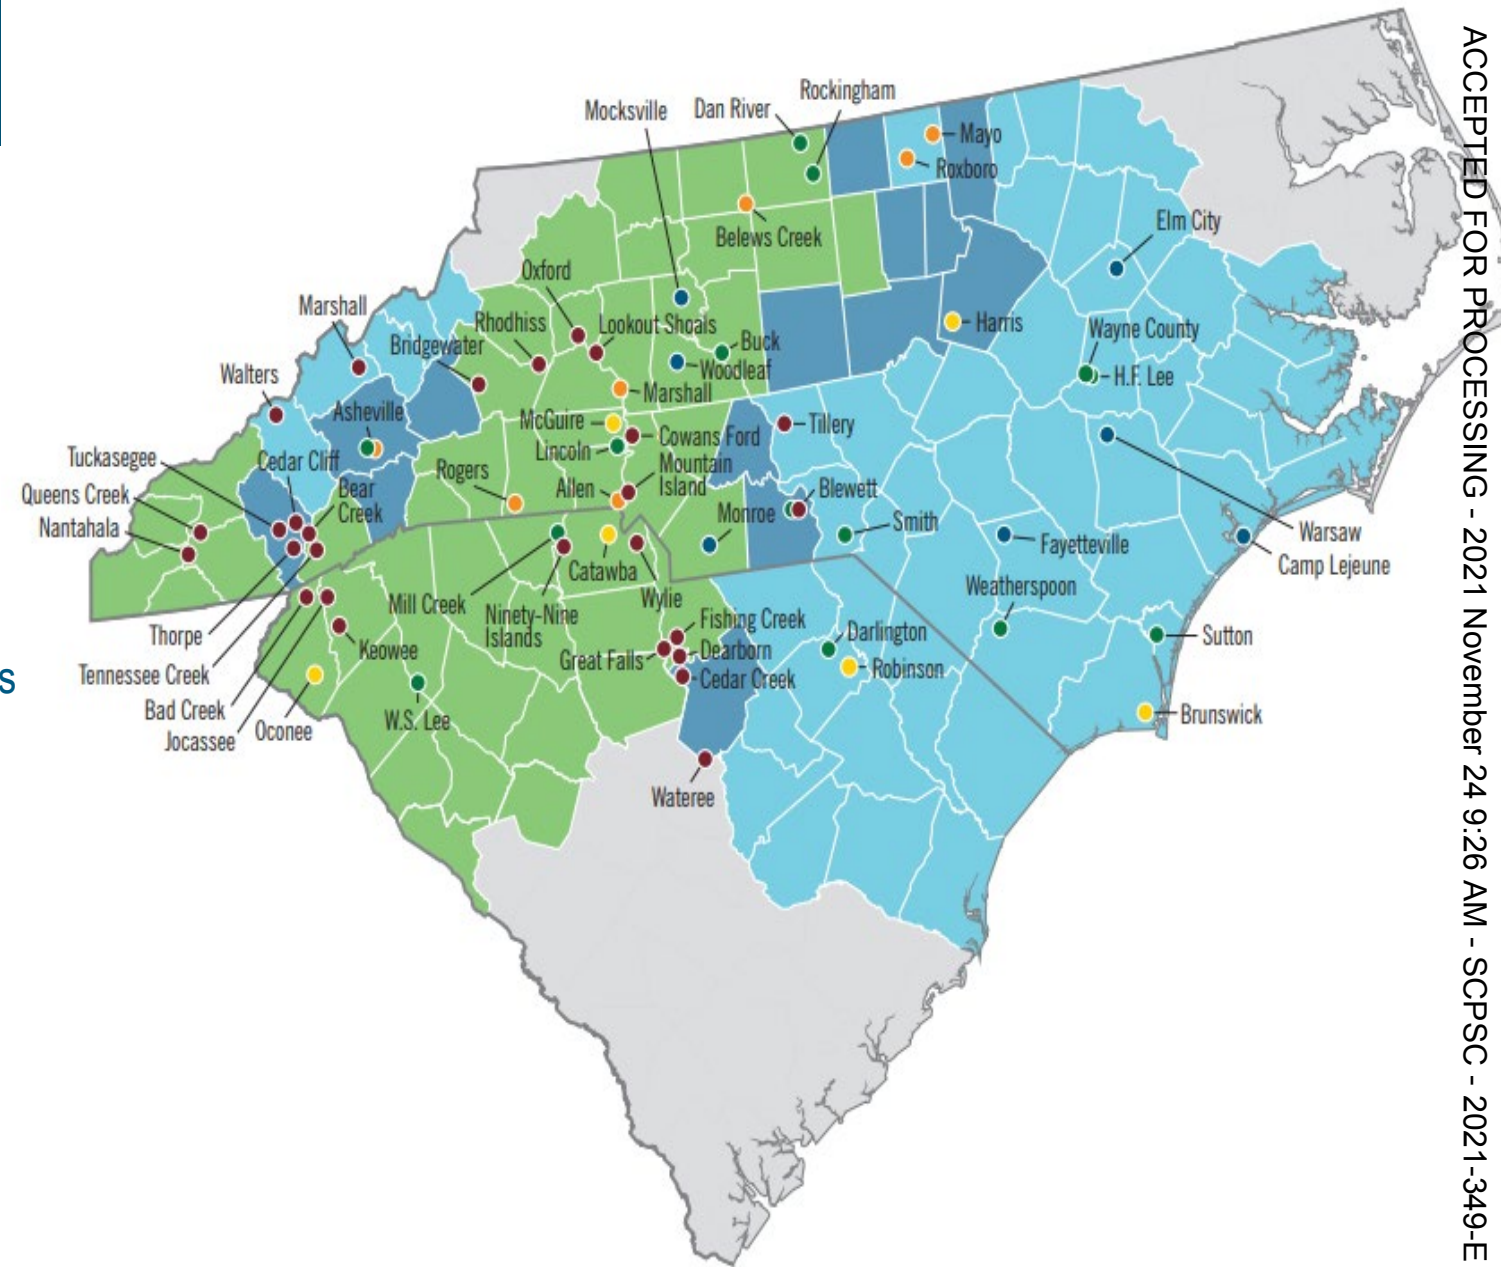 Rockingham
Dan River
Mocksville
Mayo
Roxboro
Elm City
Belews Creek
Oxford
Marshall
Rhodhiss
Lookout Shoals
Harris
Wayne County
Bridgewater
Buck
Woodleaf
H.F. Lee
Walters
Marshall
Asheville
McGuire
Tillery
Cowans Ford
Lincoln
Tuckasegee
Cedar Cliff
Rogers
Mountain
Island
Allen
Queens Creek
Bear
Creek
Blewett
Nantahala
Monroe
Smith
Warsaw
Fayetteville
Camp Lejeune
Catawba
Mill Creek
Ninety-Nine
Islands
Wylie
Weatherspoon
Thorpe
Fishing Creek
Darlington
Sutton
Keowee
Great Falls
Dearborn
Robinson
Tennessee Creek
Cedar Creek
s
Bad Creek
Jocassee
Oconee
W.S. Lee
Brunswick
Wateree
ACCEPTED FOR PROCESSING - 2021 November 24 9:26 AM - SCPSC - 2021-349-E